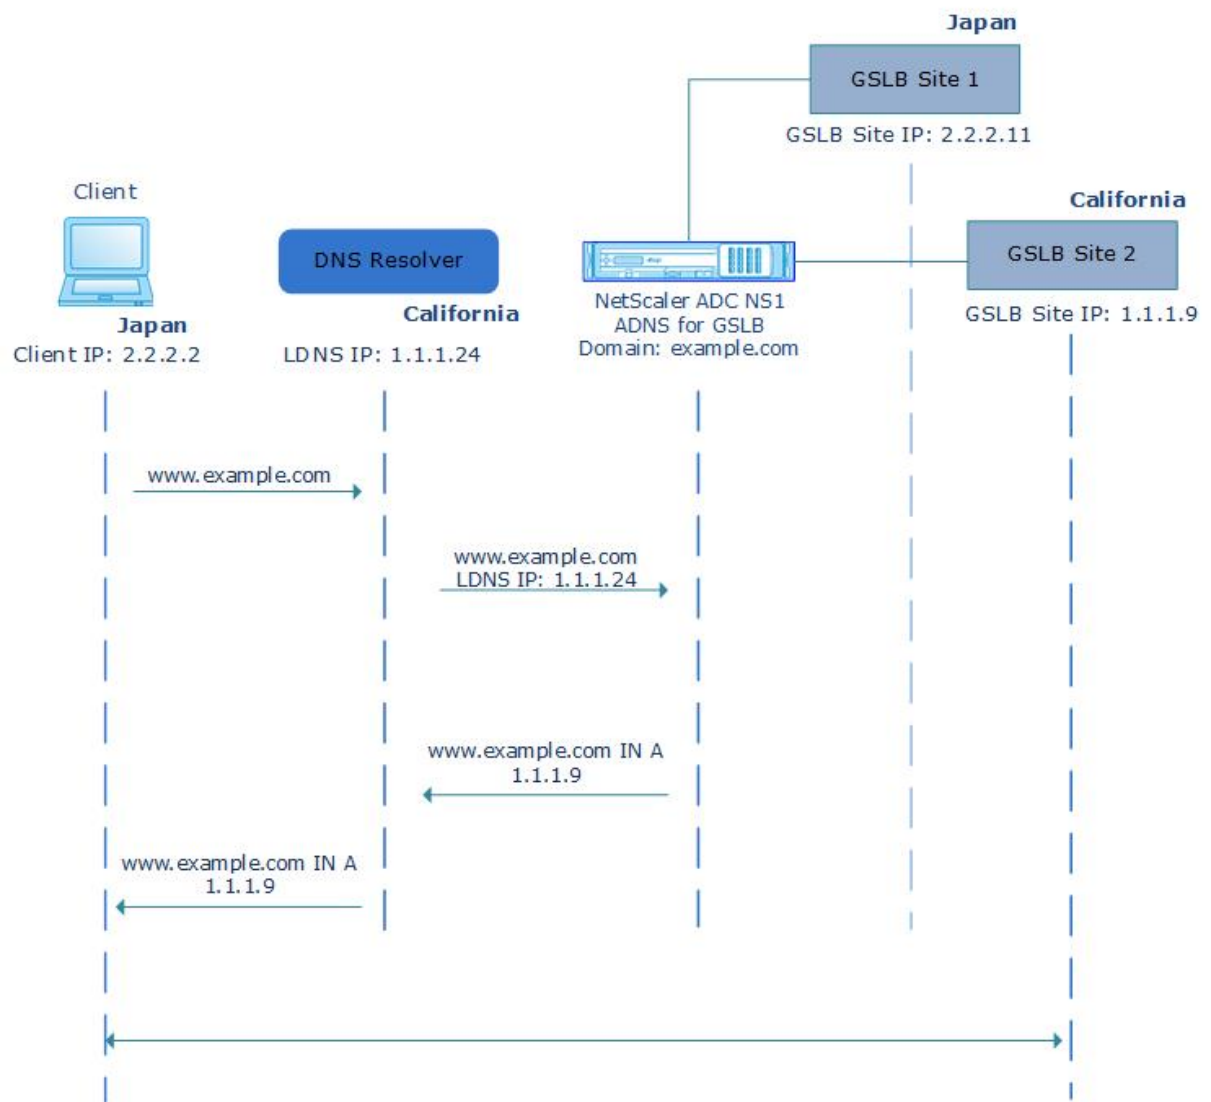 Japan
GSLB Site 1
GSLB Site IP: 2.2.2.11
Client
California
GSLB Site 2
DNS Resolver
NetScaler ADC NS1
ADNS for GSLB
Domain: example.com
GSLB Site IP: 1.1.1.9
Japan
Client IP: 2.2.2.2
California
LDNS IP: 1.1.1.24
www.example.com
www.example.com
LDNS IP: 1.1.1.24
www.example.com IN A
1.1.1.9
www.example.com IN A
1.1.1.9